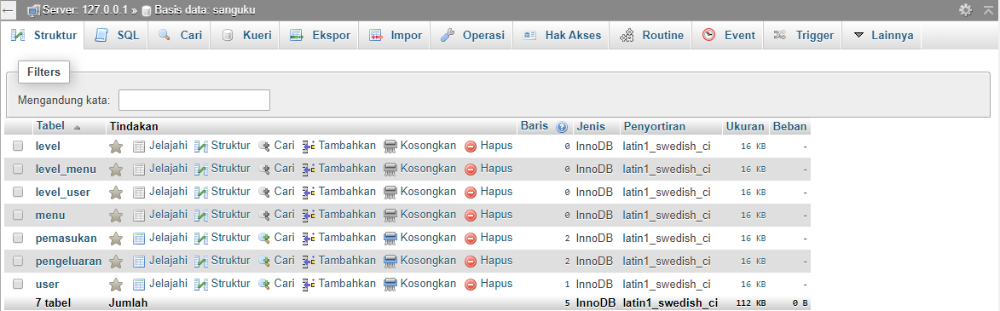 Server: 127.0.0.1 » Basis data: sanguku
Struktur SQL Cari Kueri Ekspor Impor Operasi Hak Akses Routine Event Trigger Lainnya
Filters
Mengandung kata:
Tabel Tindakan Baris Jenis Penyortiran Ukuran Beban
level Jelajahi Struktur Cari Tambahkan Kosongkan Hapus 0 InnoDB latin1_swedish_ci 16 KB -
level_menu Jelajahi Struktur Cari Tambahkan Kosongkan Hapus 0 InnoDB latin1_swedish_ci 16 KB -
level_user Jelajahi Struktur Cari Tambahkan Kosongkan Hapus 0 InnoDB latin1_swedish_ci 16 KB -
menu Jelajahi Struktur Cari Tambahkan Kosongkan Hapus 0 InnoDB latin1_swedish_ci 16 KB -
pemasukan Jelajahi Struktur Cari Tambahkan Kosongkan Hapus 2 InnoDB latin1_swedish_ci 16 KB -
pengeluaran Jelajahi Struktur Cari Tambahkan Kosongkan Hapus 2 InnoDB latin1_swedish_ci 16 KB -
user Jelajahi Struktur Cari Tambahkan Kosongkan Hapus 1 InnoDB latin1_swedish_ci 16 KB -
7 tabel Jumlah 5 InnoDB latin1_swedish_ci 112 KB 0 B